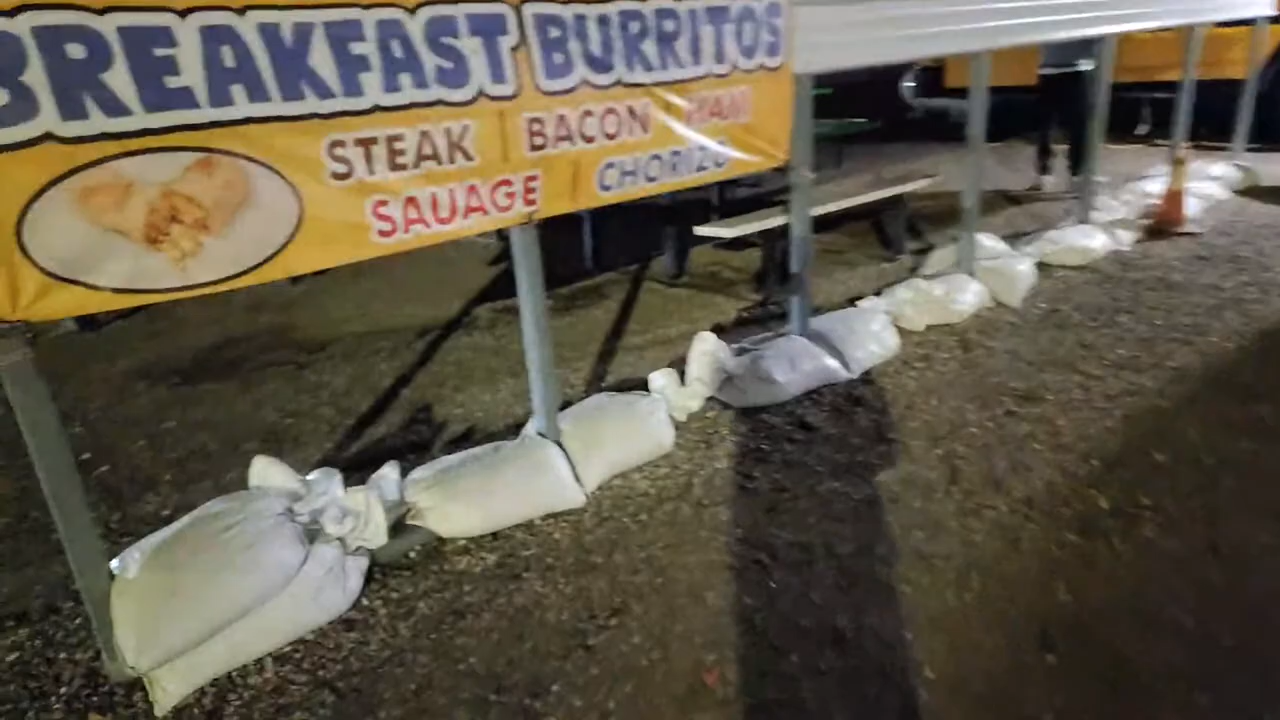 BREAKFAST BURRITOS
STEAK | BACON HAM
SAUAGE | CHORIZO